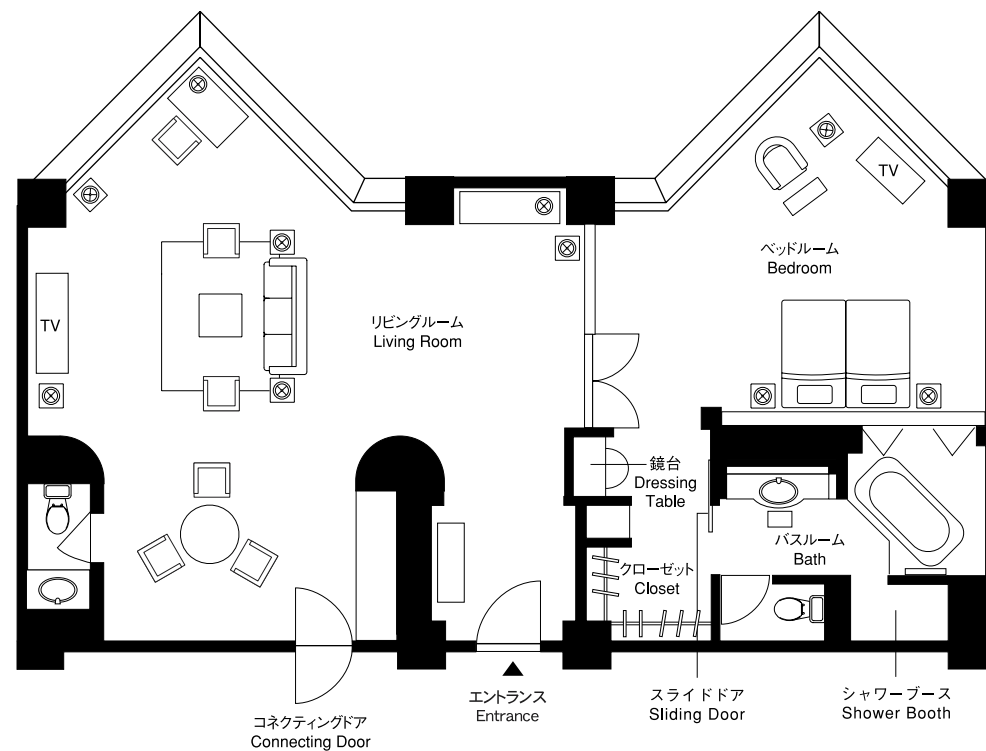 TV
ベッドルーム
Bedroom
TV
リビングルーム
Living Room
鏡台
Dressing
Table
バスルーム
Bath
クローゼット
Closet
エントランス
Entrance
スライドドア
Sliding Door
シャワーブース
Shower Booth
コネクティングドア
Connecting Door